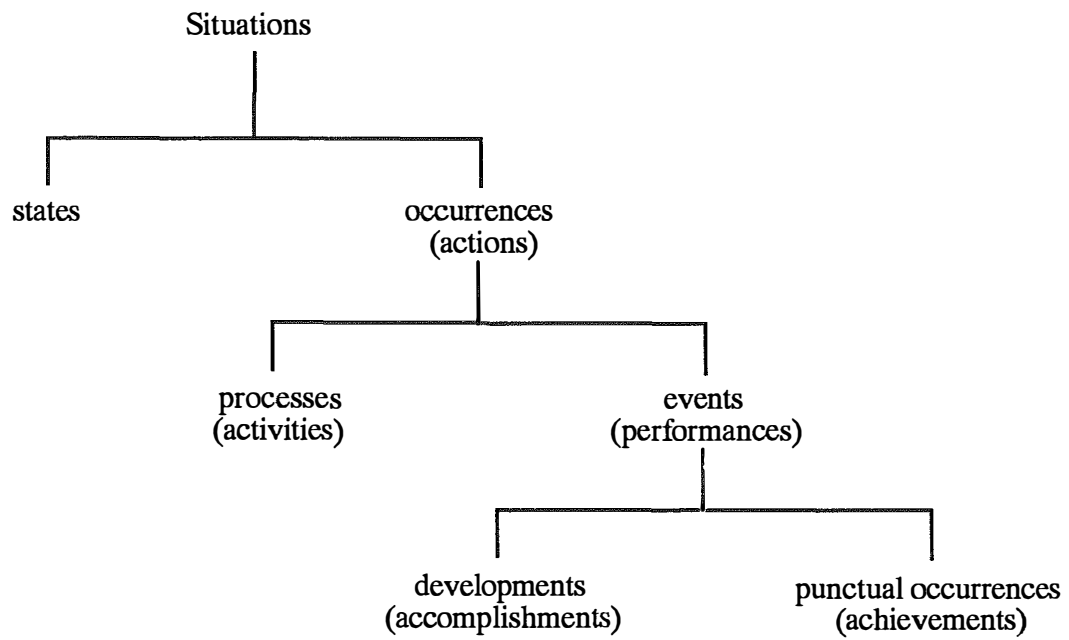 Situations
states
occurrences
(actions)
processes
(activities)
events
(performances)
developments
(accomplishments)
punctual occurrences
(achievements)